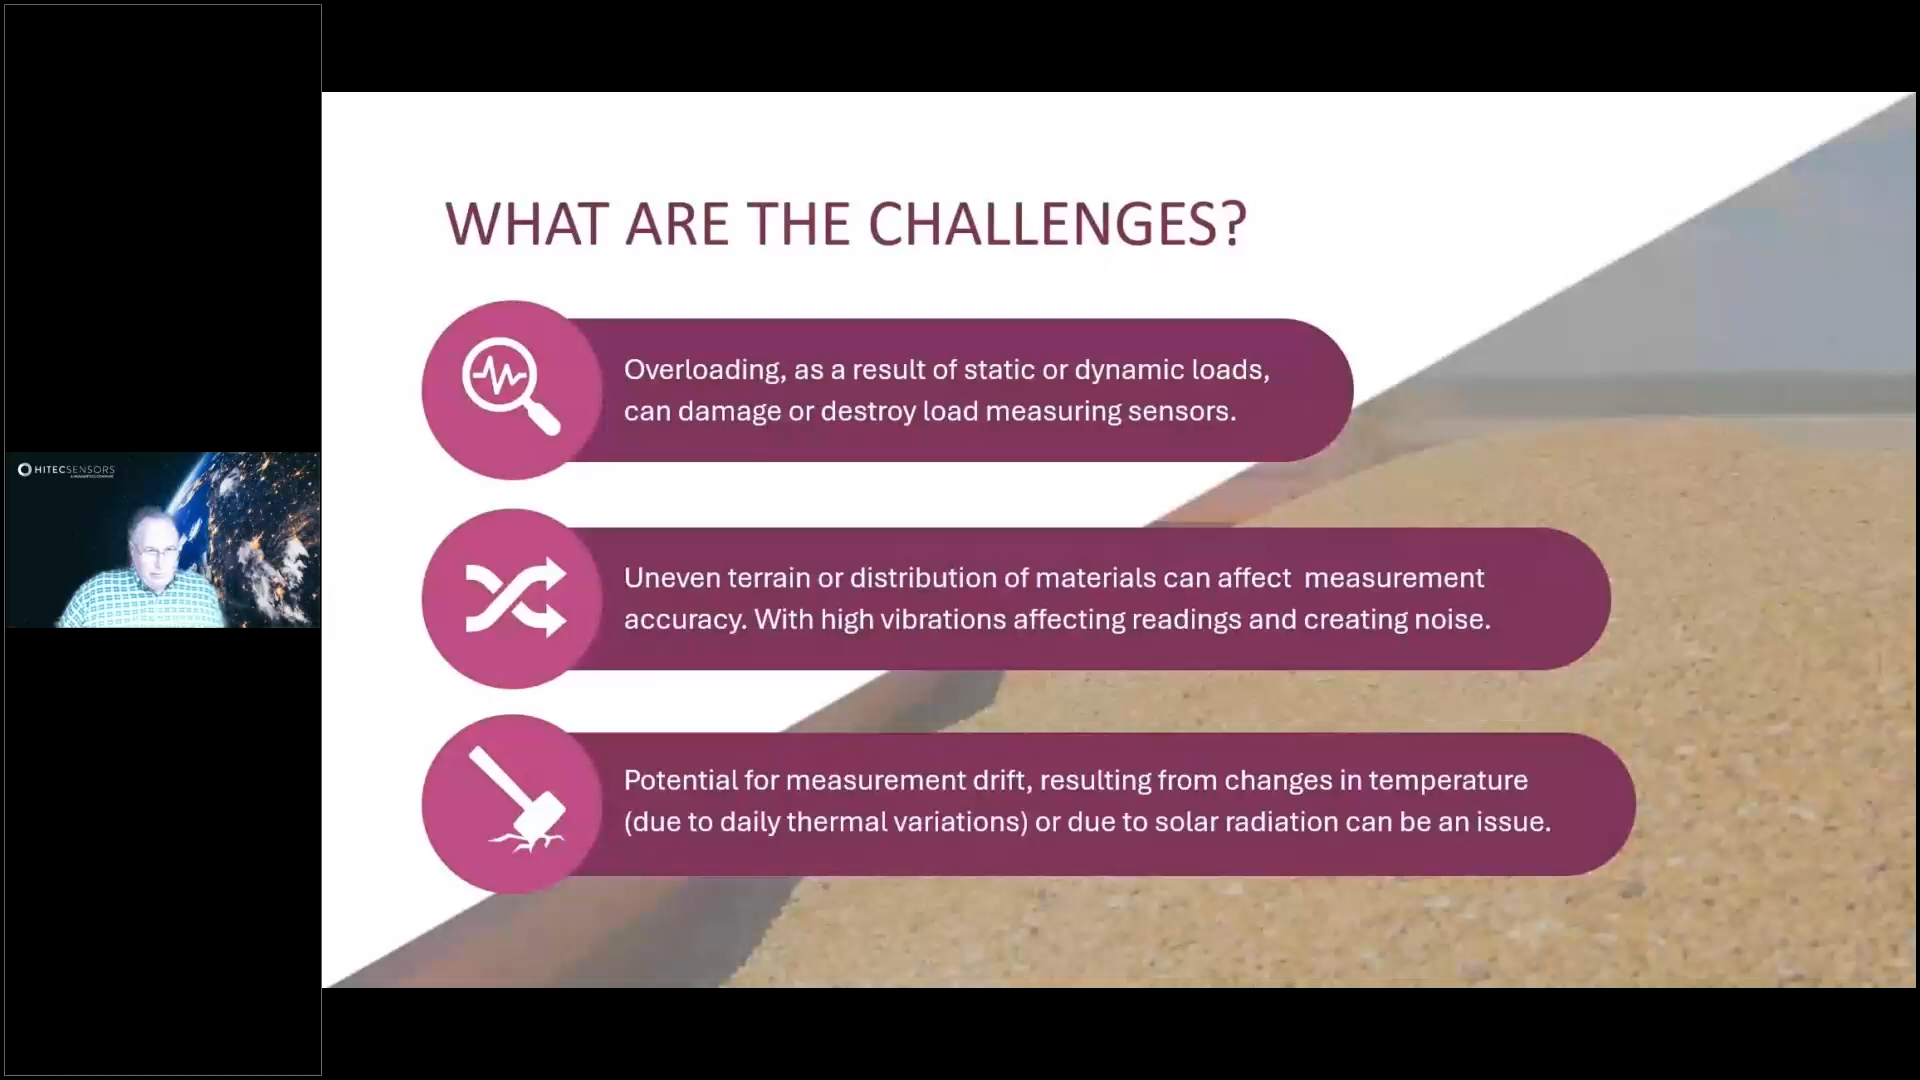 HITECSENSORS
WHAT ARE THE CHALLENGES?
Overloading, as a result of static or dynamic loads,
can damage or destroy load measuring sensors.
Uneven terrain or distribution of materials can affect  measurement
accuracy. With high vibrations affecting readings and creating noise.
Potential for measurement drift, resulting from changes in temperature
(due to daily thermal variations) or due to solar radiation can be an issue.